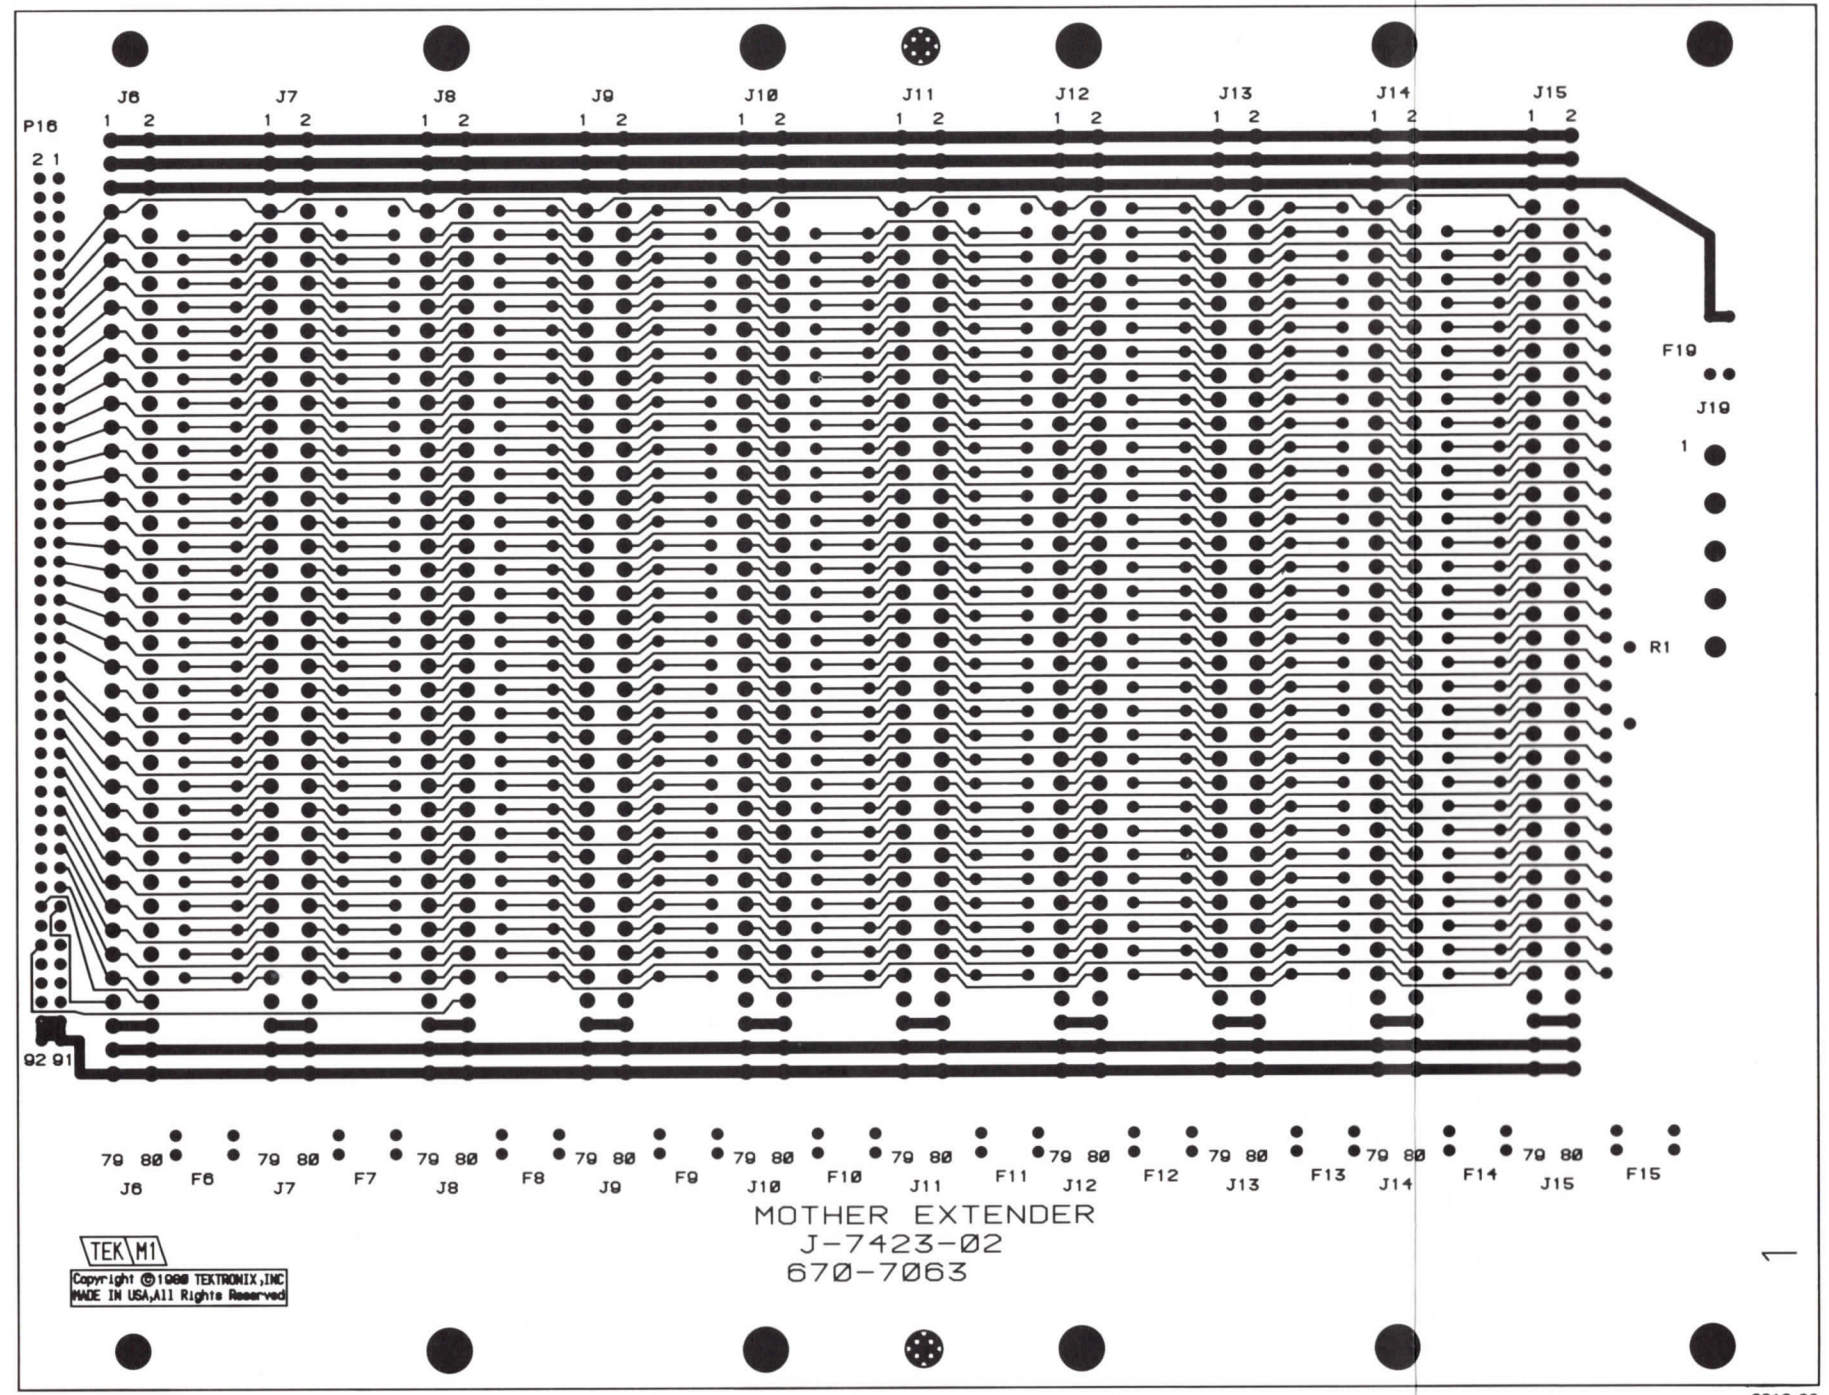 J6 J7 J8 J9 J10 J11 J12 J13 J14 J15
P16 1 2 1 2 1 2 1 2 1 2 1 2 1 2 1 2 1 2 1 2
2 1
F19
J19
1
R1
92 91
79 80 F6 79 80 F7 79 80 F8 79 80 F9 79 80 F10 79 80 F11 79 80 F12 79 80 F13 79 80 F14 79 80 F15
J6 J7 J8 J9 J10 J11 J12 J13 J14 J15
MOTHER EXTENDER
J-7423-02
670-7063
TEK M1
Copyright ©1980 TEKTRONIX,INC
MADE IN USA,All Rights Reserved
1